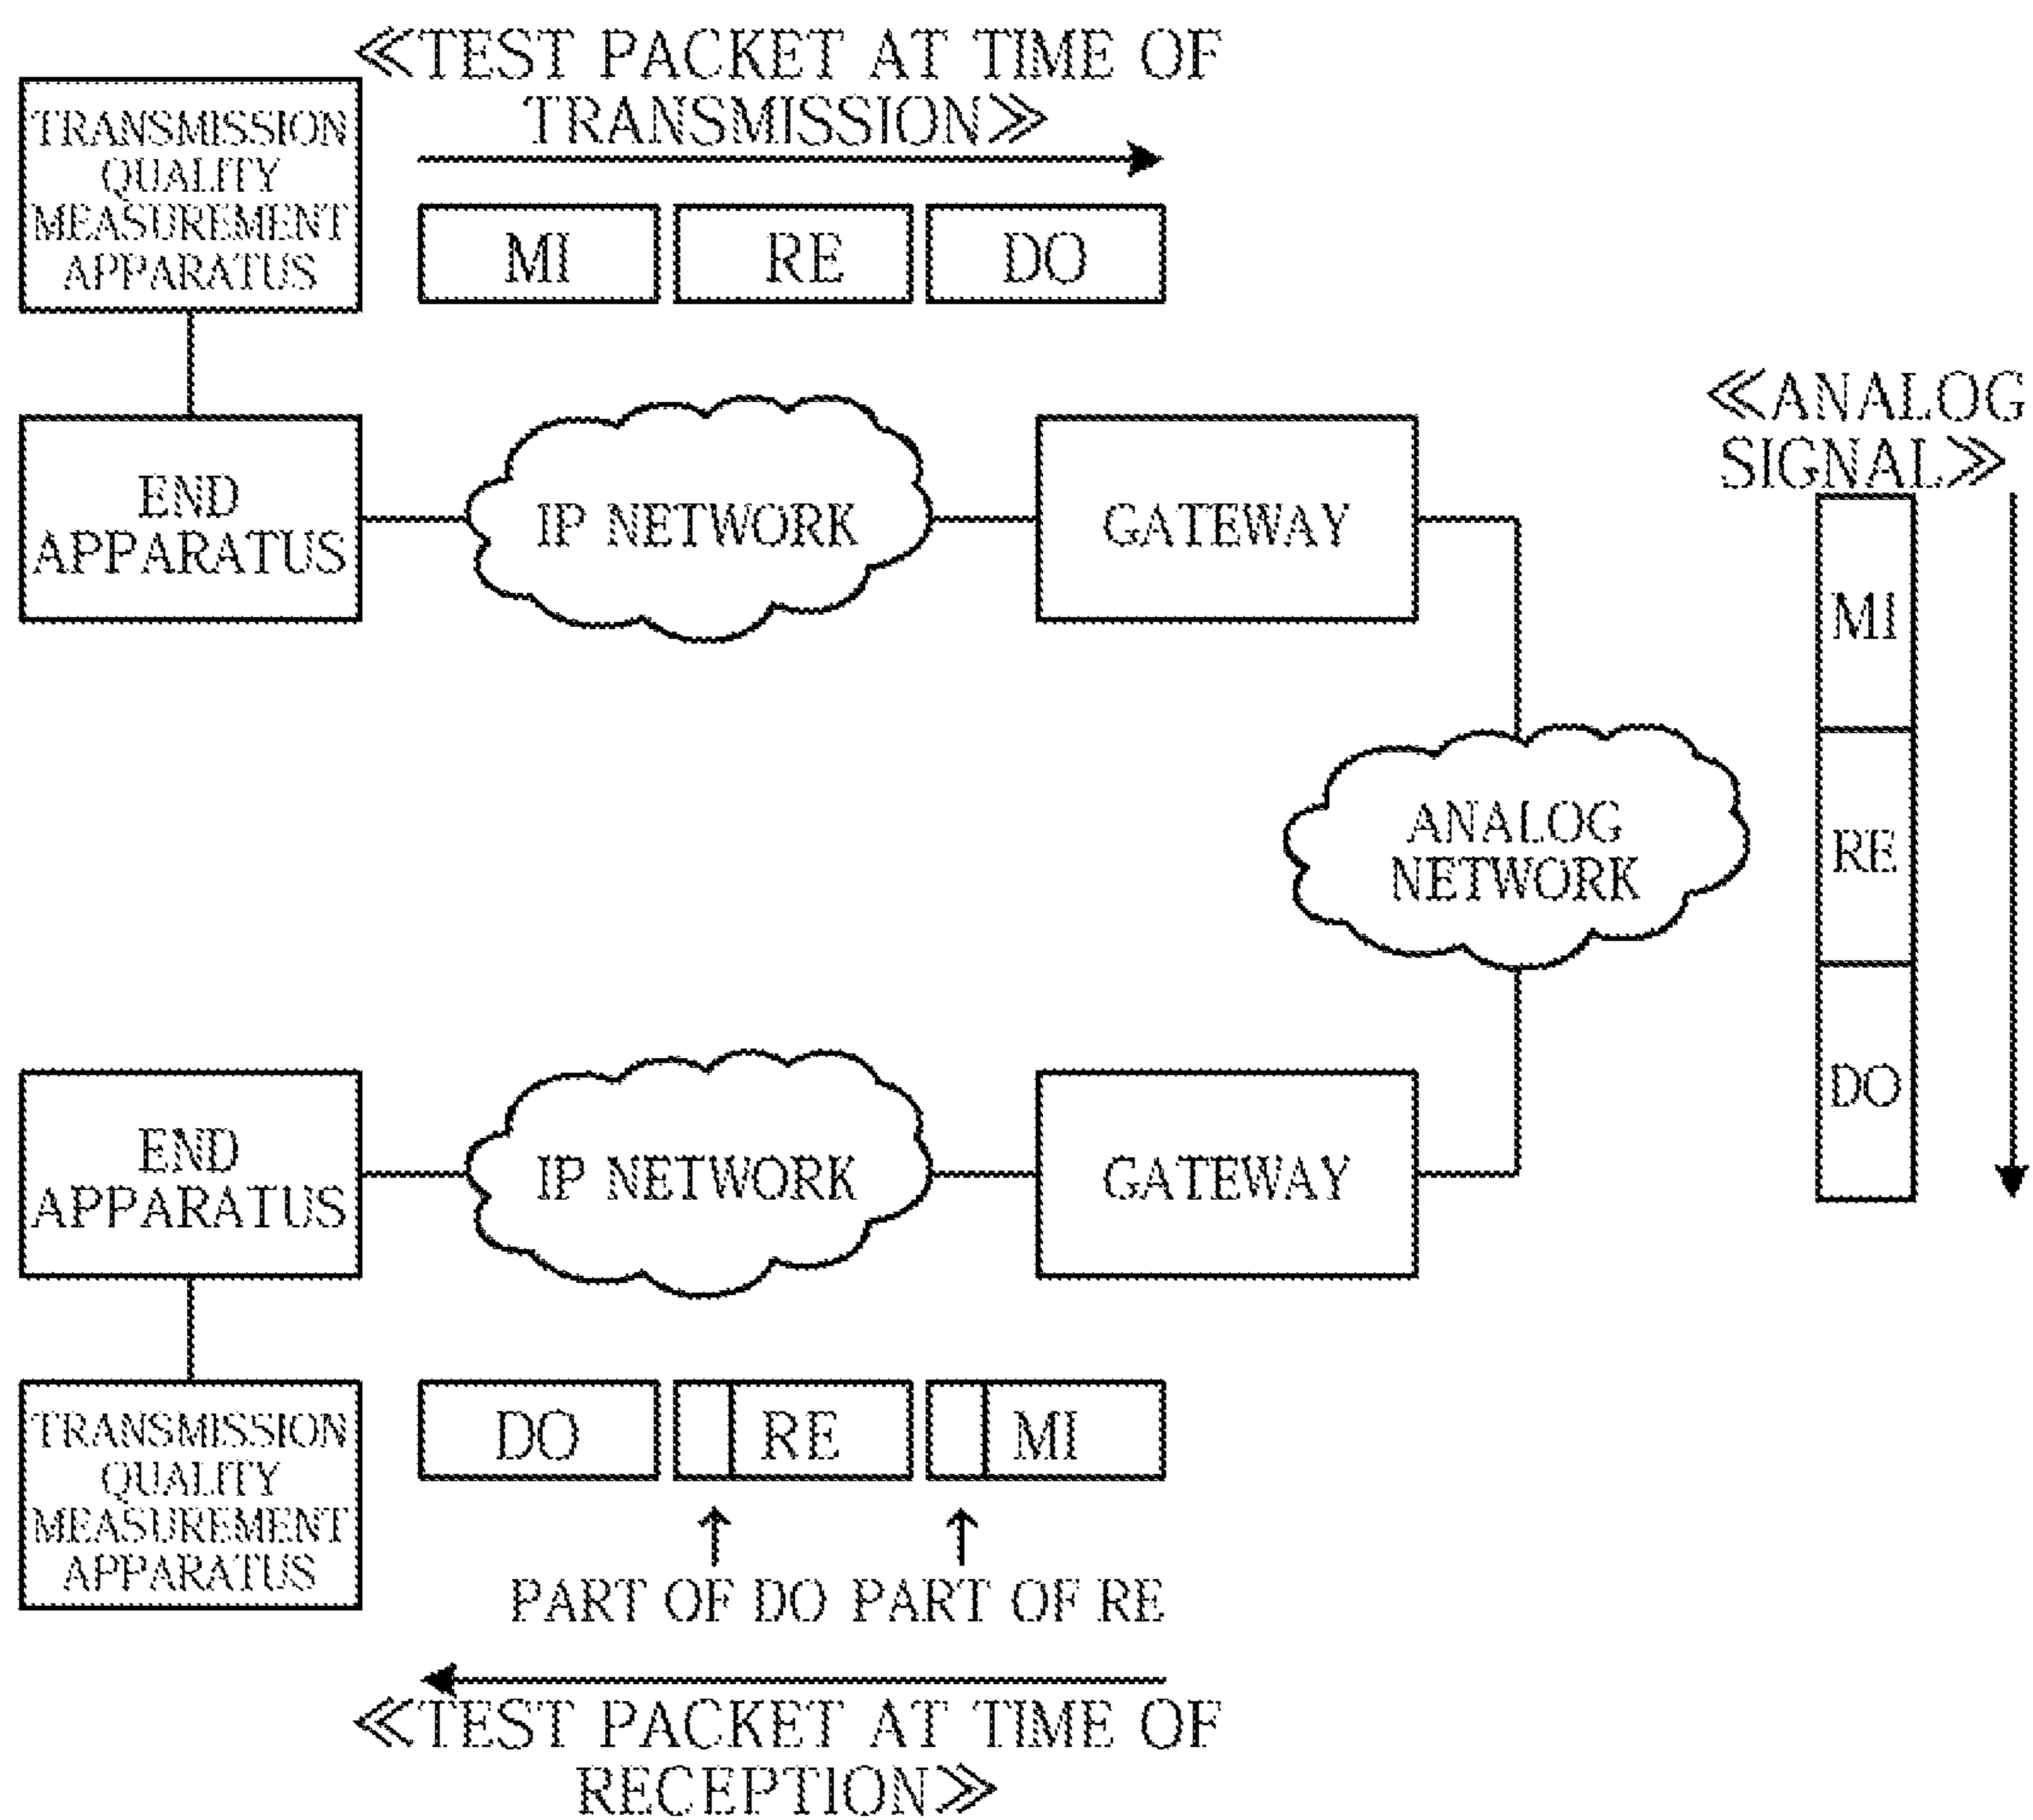 ≪TEST PACKET AT TIME OF
TRANSMISSION≫
TRANSMISSION
QUALITY
MEASUREMENT
APPARATUS
MI RE DO
≪ANALOG
SIGNAL≫
END
APPARATUS
IP NETWORK
GATEWAY
MI
ANALOG
NETWORK
RE
DO
END
APPARATUS
IP NETWORK
GATEWAY
TRANSMISSION
QUALITY
MEASUREMENT
APPARATUS
DO RE MI
PART OF DO PART OF RE
≪TEST PACKET AT TIME OF
RECEPTION≫